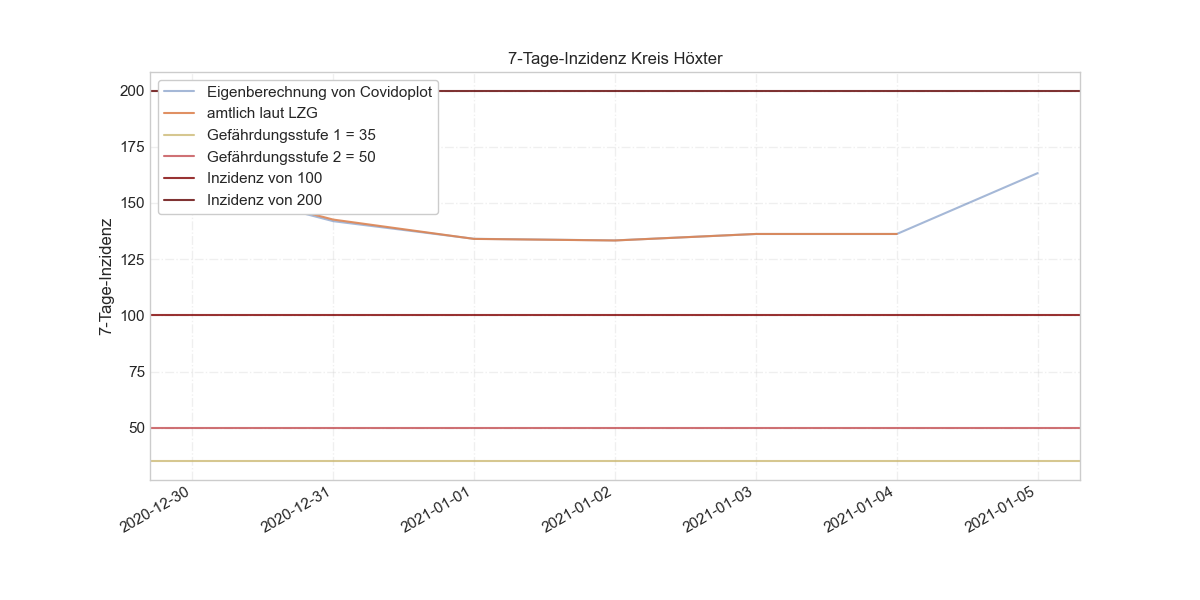 7-Tage-Inzidenz Kreis Höxter
Eigenberechnung von Covidoplot
amtlich laut LZG
Gefährdungsstufe 1 = 35
Gefährdungsstufe 2 = 50
Inzidenz von 100
Inzidenz von 200
7-Tage-Inzidenz
200
175
150
125
100
75
50
2020-12-30
2020-12-31
2021-01-01
2021-01-02
2021-01-03
2021-01-04
2021-01-05